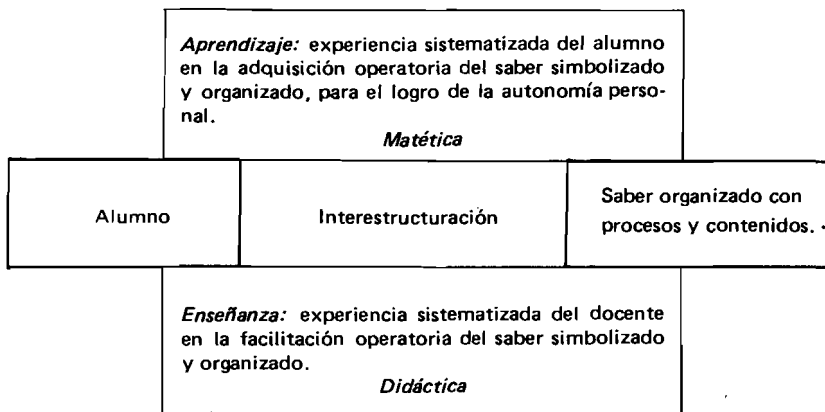 Aprendizaje: experiencia sistematizada del alumno
en la adquisición operatoria del saber simbolizado
y organizado, para el logro de la autonomía perso-
nal.
Matética
Alumno
Interestructuración
Saber organizado con
procesos y contenidos.
Enseñanza: experiencia sistematizada del docente
en la facilitación operatoria del saber simbolizado
y organizado.
Didáctica